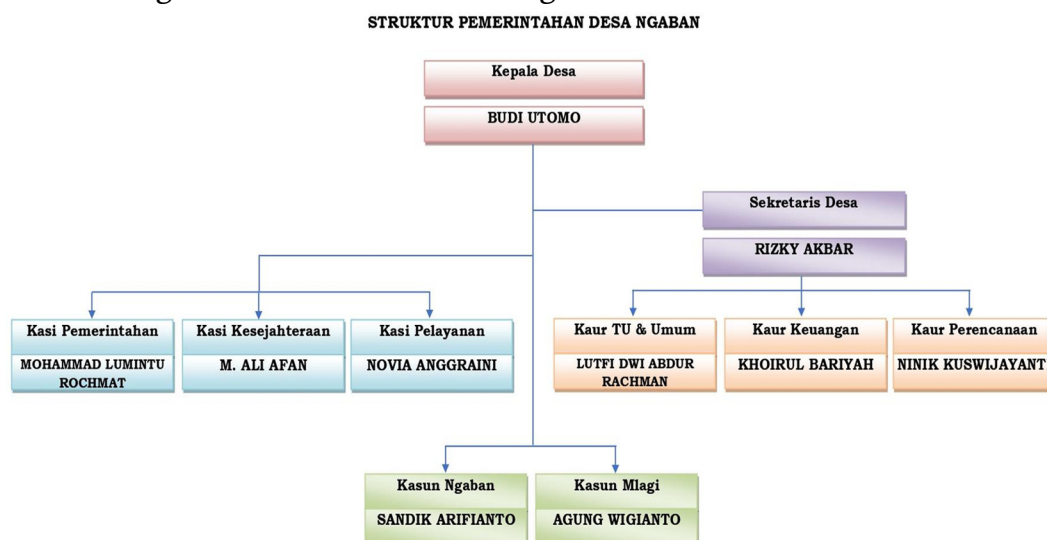 STRUKTUR PEMERINTAHAN DESA NGABAN
Kepala Desa
BUDI UTOMO
Sekretaris Desa
RIZKY AKBAR
Kasi Pemerintahan
MOHAMMAD LUMINTU
ROCHMAT
Kasi Kesejahteraan
M. ALI AFAN
Kasi Pelayanan
NOVIA ANGGRAINI
Kaur TU & Umum
LUTFI DWI ABDUR
RACHMAN
Kaur Keuangan
KHOIRUL BARIYAH
Kaur Perencanaan
NINIK KUSWIJAYANT
Kasun Ngaban
SANDIK ARIFIANTO
Kasun Mlagi
AGUNG WIGIANTO